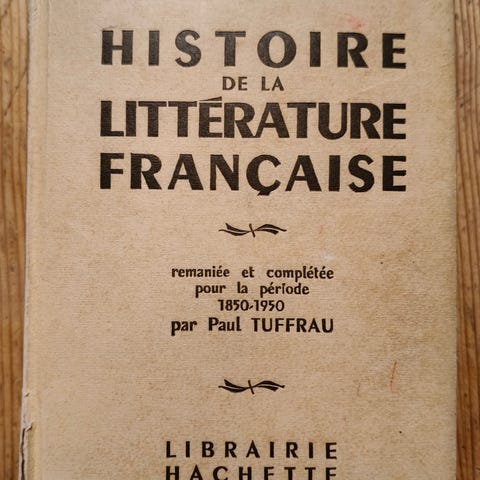 HISTOIRE
DE LA
LITTÉRATURE
FRANÇAISE
remaniée et complétée
pour la période
1850-1950
par Paul TUFFRAU
LIBRAIRIE
HACHETTE